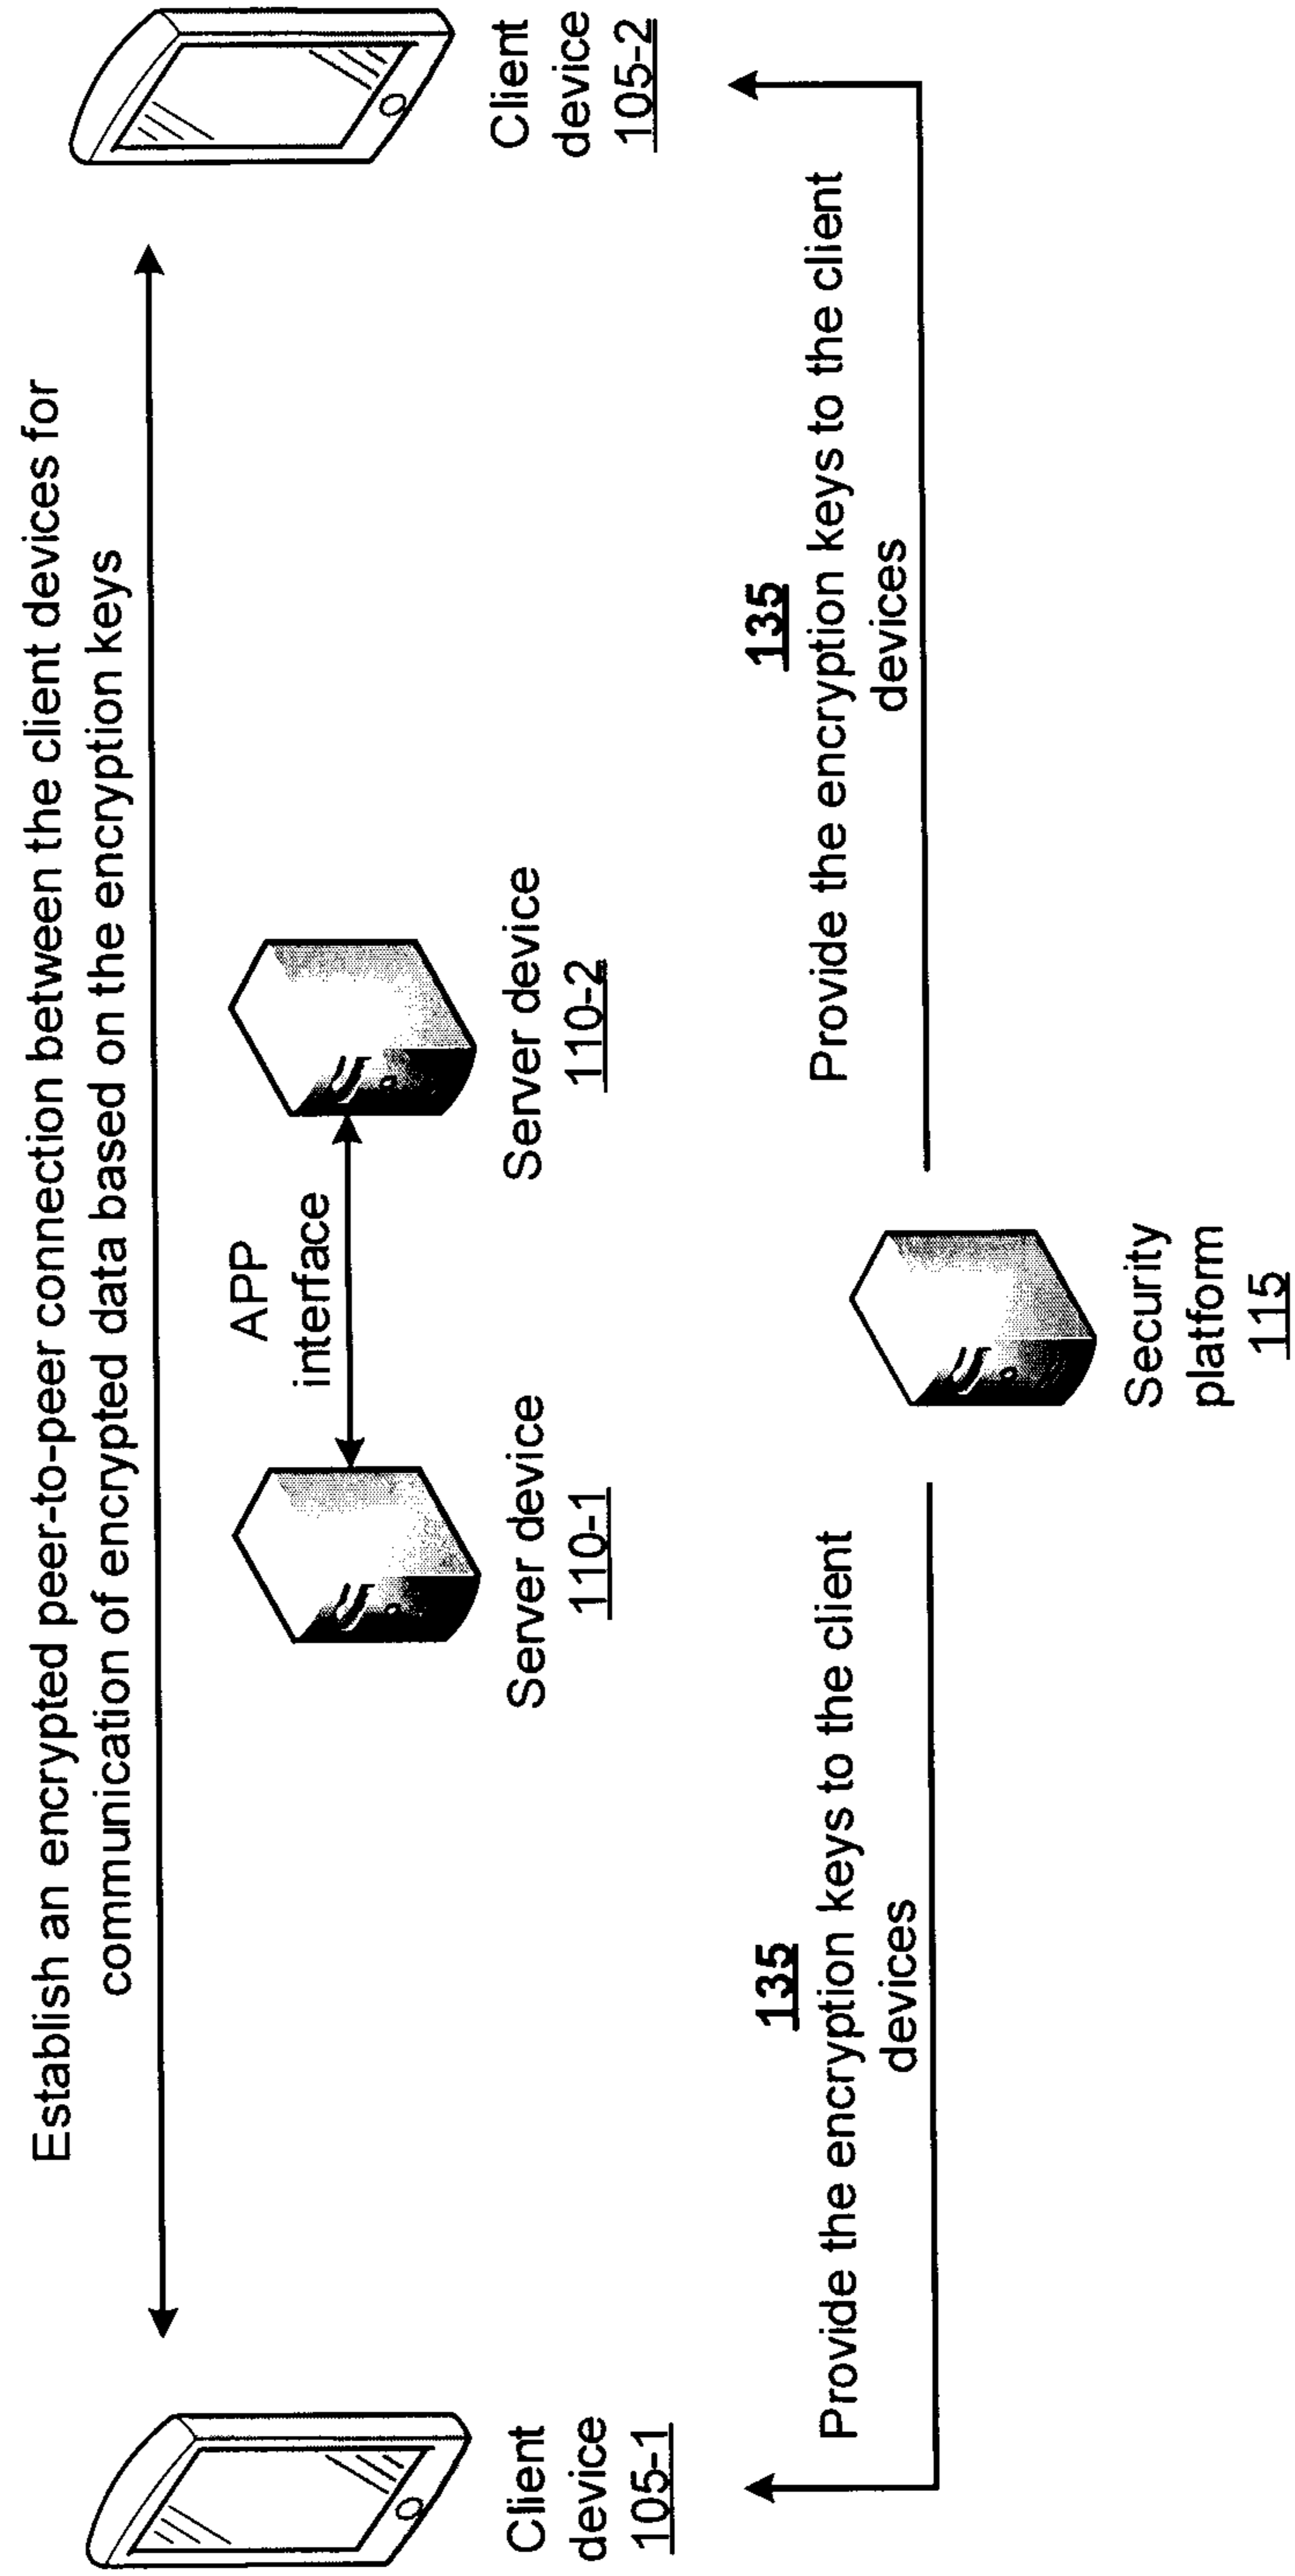 Establish an encrypted peer-to-peer connection between the client devices for
communication of encrypted data based on the encryption keys
APP
interface
Client
device
105-1
Server device
110-1
Server device
110-2
Client
device
105-2
135
Provide the encryption keys to the client
devices
135
Provide the encryption keys to the client
devices
Security
platform
115